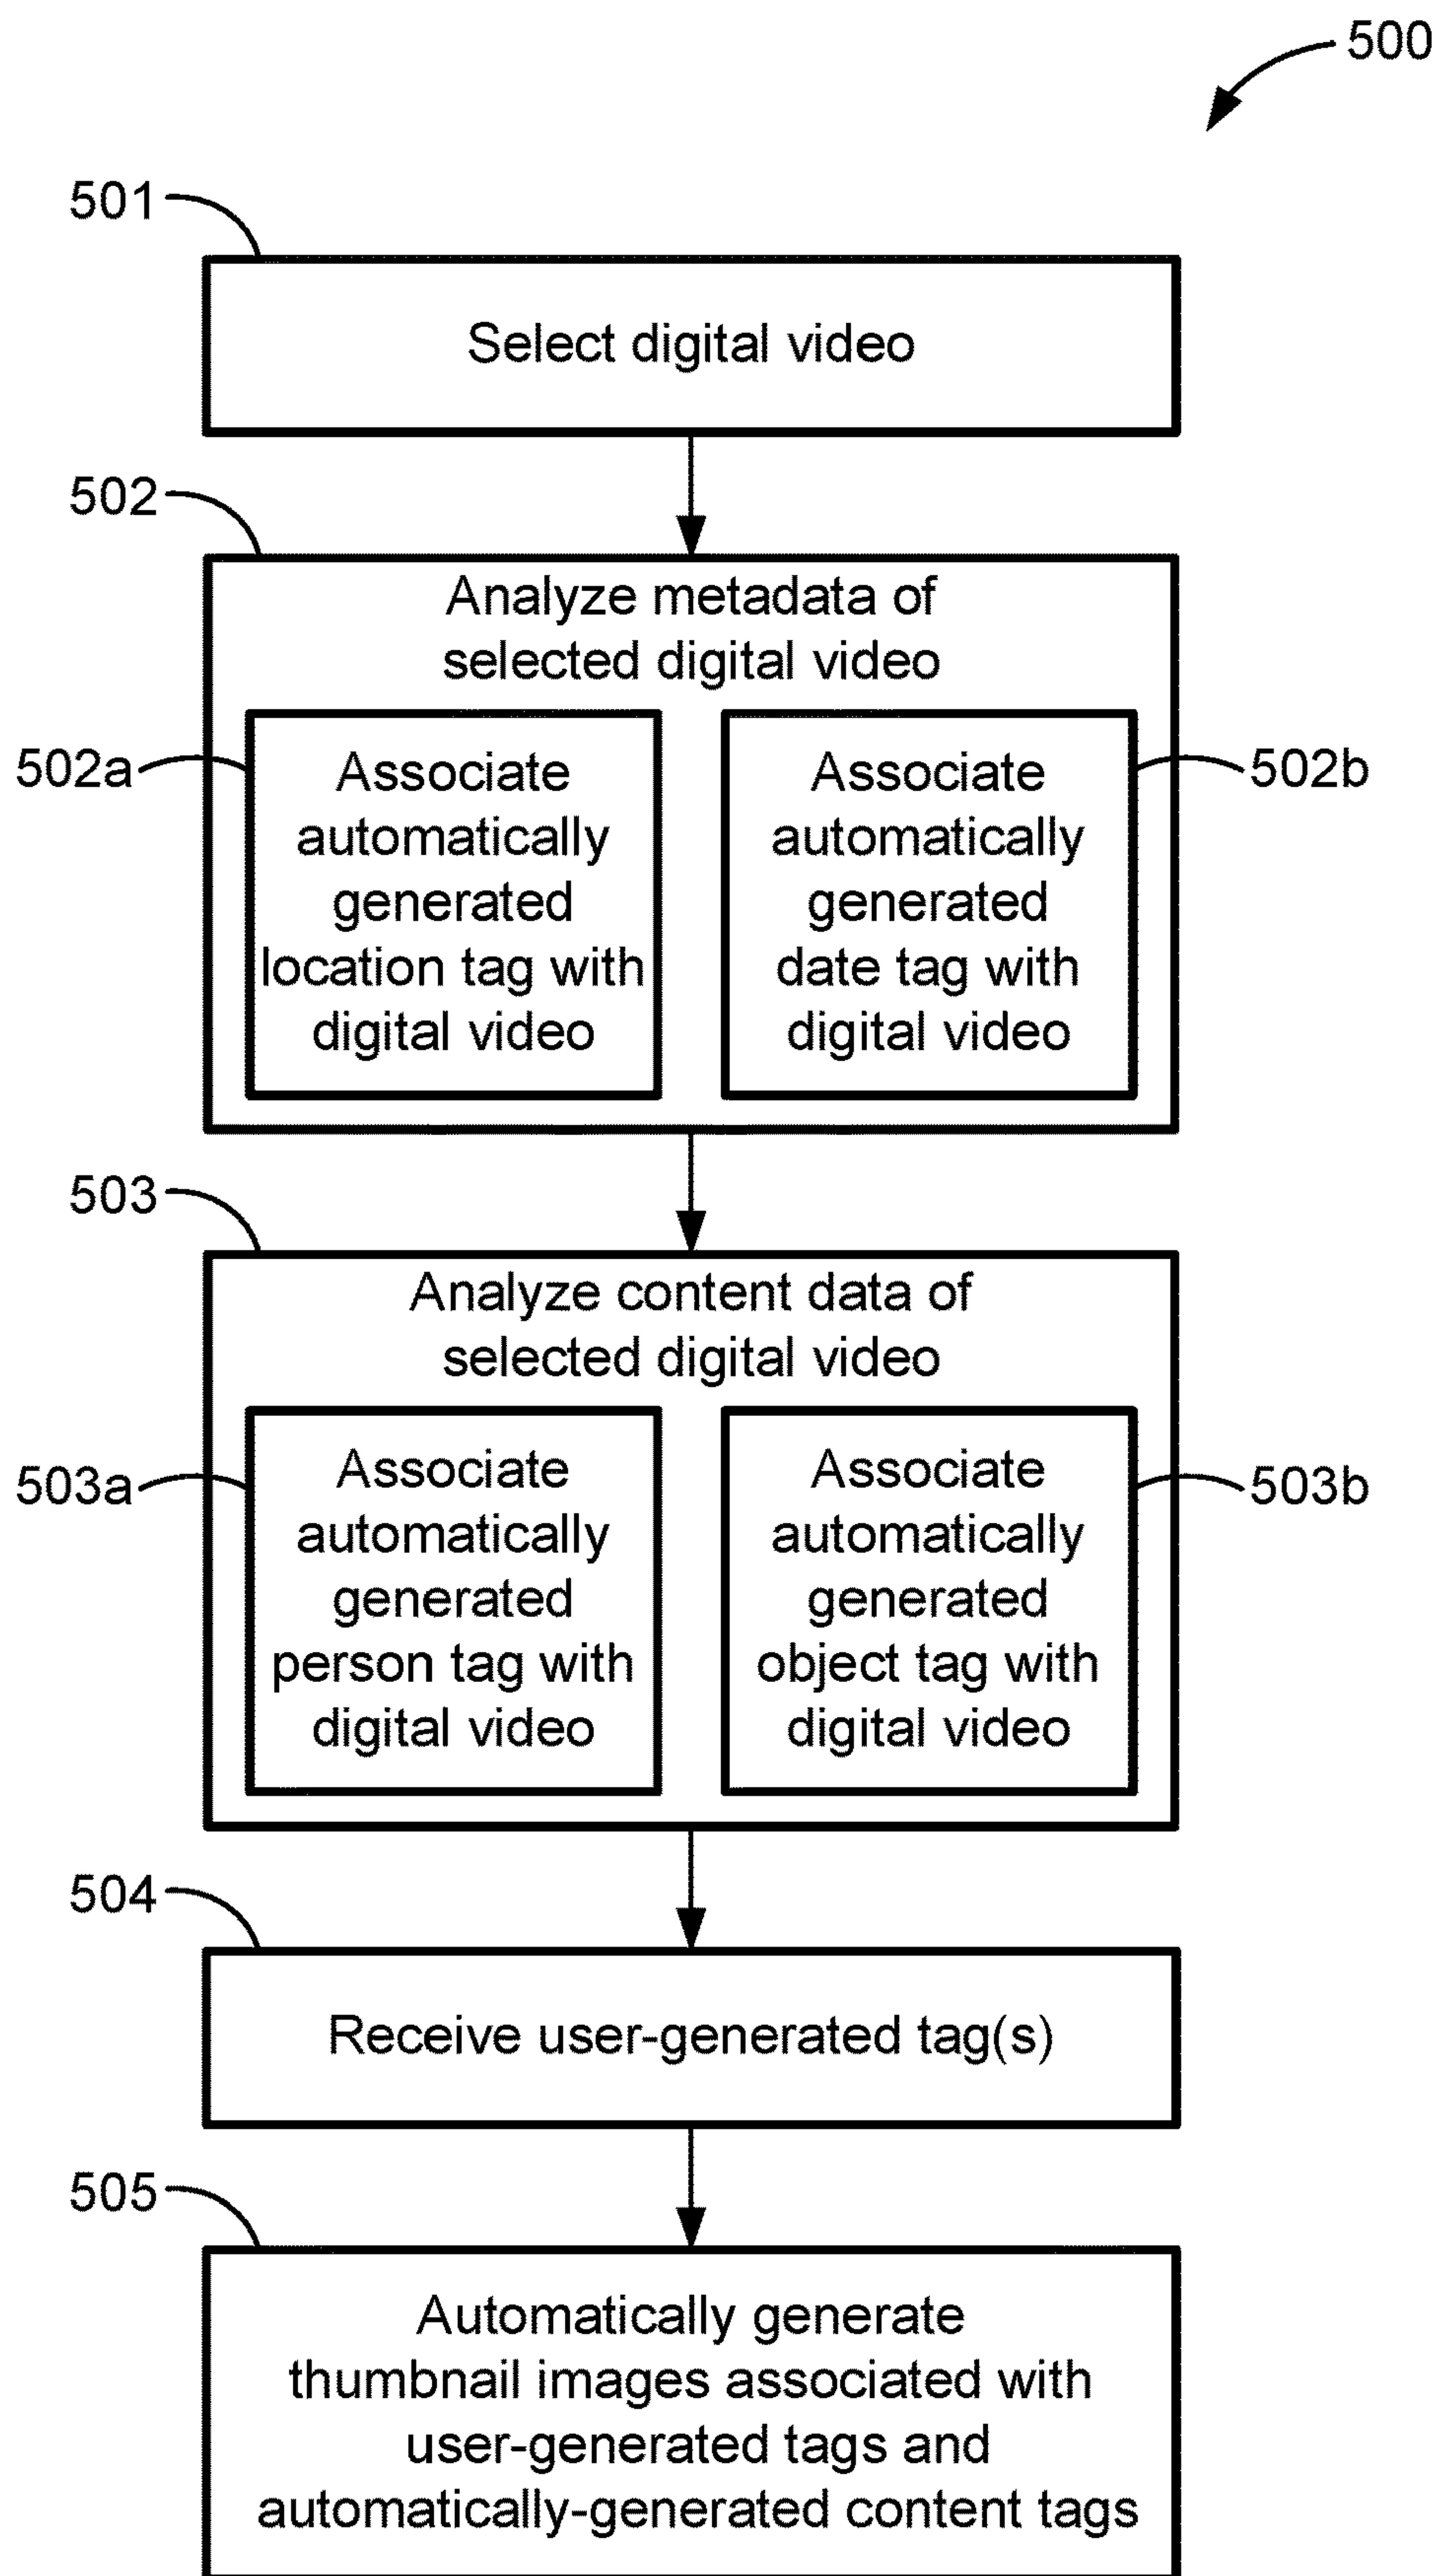 500
501
Select digital video
502
Analyze metadata of
selected digital video
502a
Associate
automatically
generated
location tag with
digital video
502b
Associate
automatically
generated
date tag with
digital video
503
Analyze content data of
selected digital video
503a
Associate
automatically
generated
person tag with
digital video
503b
Associate
automatically
generated
object tag with
digital video
504
Receive user-generated tag(s)
505
Automatically generate
thumbnail images associated with
user-generated tags and
automatically-generated content tags